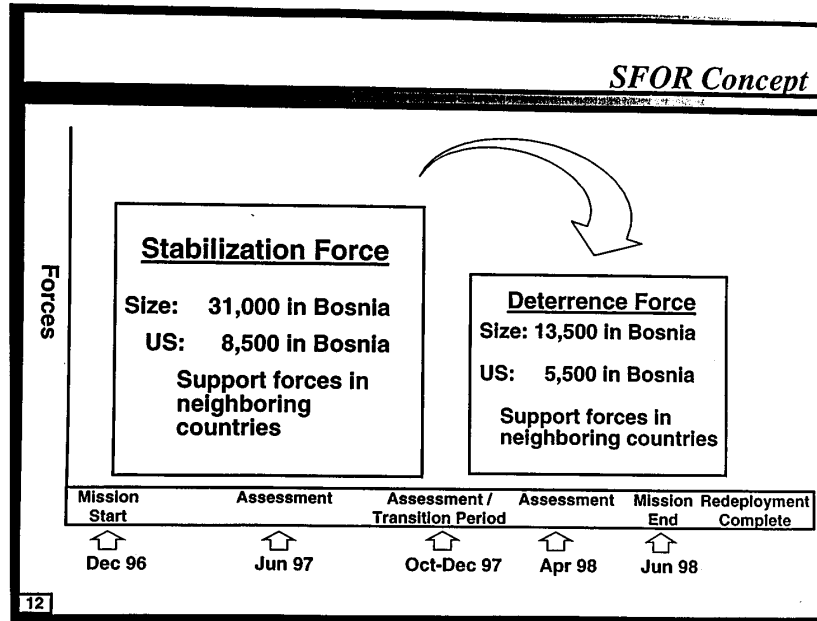 SFOR Concept
Forces
Stabilization Force
Size: 31,000 in Bosnia
US: 8,500 in Bosnia
Support forces in
neighboring
countries
Deterrence Force
Size: 13,500 in Bosnia
US: 5,500 in Bosnia
Support forces in
neighboring countries
Mission
Start
Assessment
Assessment /
Transition Period
Assessment
Mission
End
Redeployment
Complete
Dec 96
Jun 97
Oct-Dec 97
Apr 98
Jun 98
12